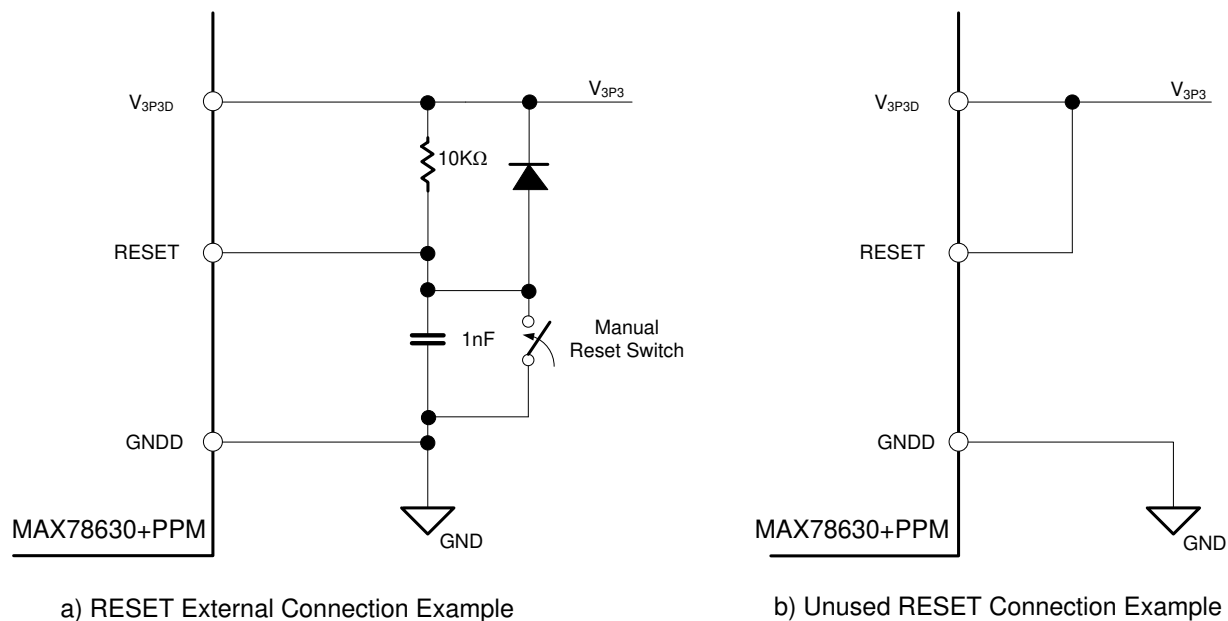 V3P3D
V3P3
10KΩ
RESET
1nF
Manual
Reset Switch
GNDD
MAX78630+PPM
GND
a) RESET External Connection Example
V3P3D
V3P3
RESET
GNDD
MAX78630+PPM
GND
b) Unused RESET Connection Example